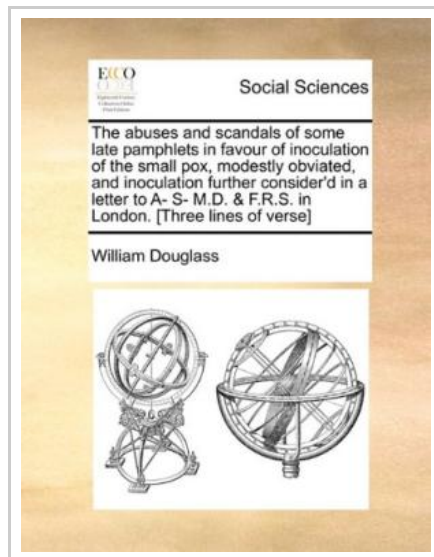 ECCO
Social Sciences
The abuses and scandals of some
late pamphlets in favour of inoculation
of the small pox, modestly obviated,
and inoculation further consider'd in a
letter to A- S- M.D. & F.R.S. in
London. [Three lines of verse]
William Douglass